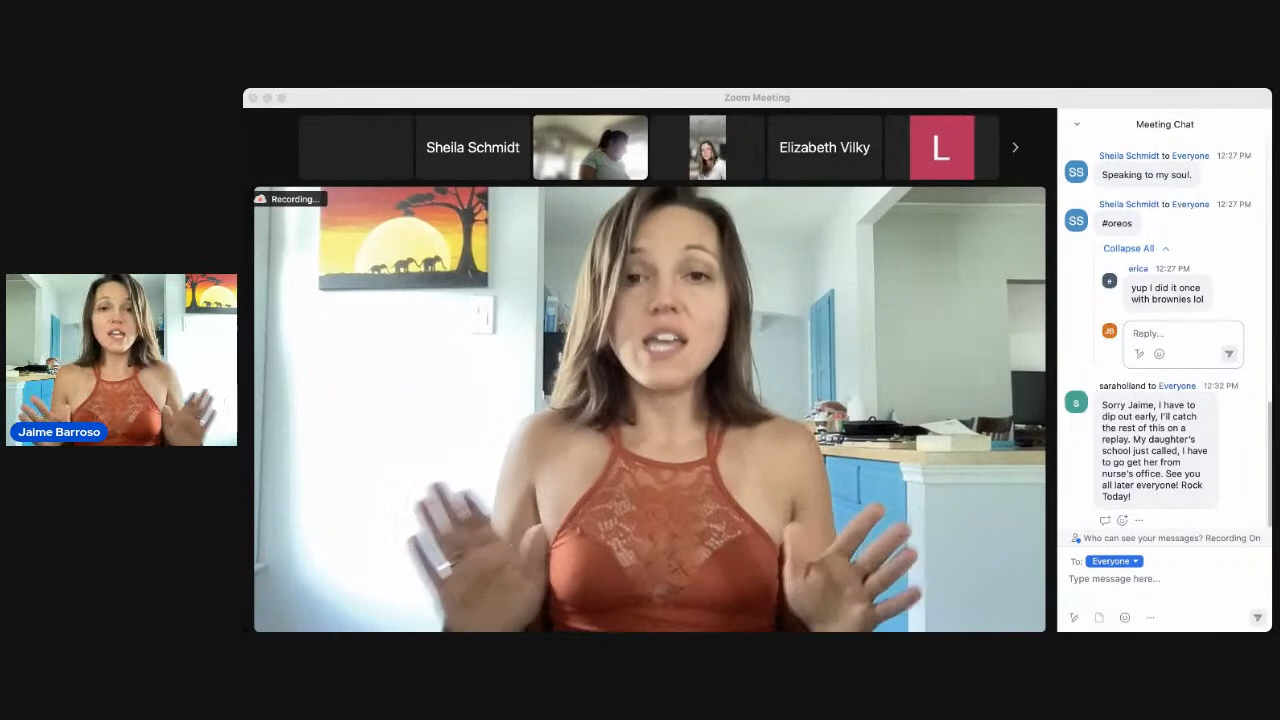 Zoom Meeting
Sheila Schmidt
Elizabeth Vilky
L
Recording...
Jaime Barroso
Meeting Chat
Sheila Schmidt to Everyone 12:27 PM
SS
Speaking to my soul.
Sheila Schmidt to Everyone 12:27 PM
SS
#oreos
Collapse All
erica 12:27 PM
e
yup I did it once
with brownies lol
JB
Reply...
saraholland to Everyone 12:32 PM
s
Sorry Jaime, I have to
dip out early, I'll catch
the rest of this on a
replay. My daughter's
school just called, I have
to go get her from
nurse's office. See you
all later everyone! Rock
Today!
Who can see your messages? Recording On
To: Everyone
Type message here...